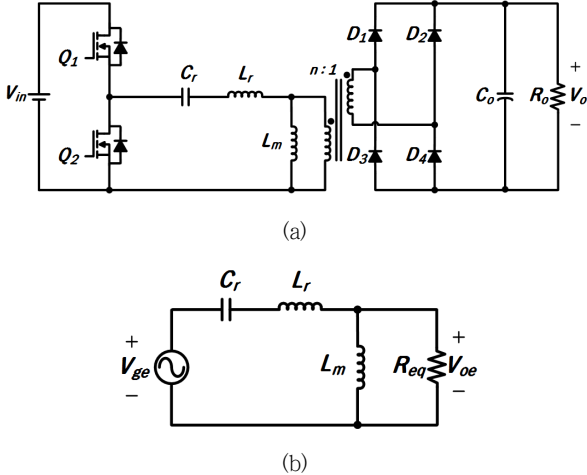 Q1
Cr
Lr
n:1
D1
D2
Vin
Lm
Co
Ro
+
Vo
−
Q2
D3
D4
(a)
Cr
Lr
+
Vge
−
Lm
Req
+
Voe
−
(b)